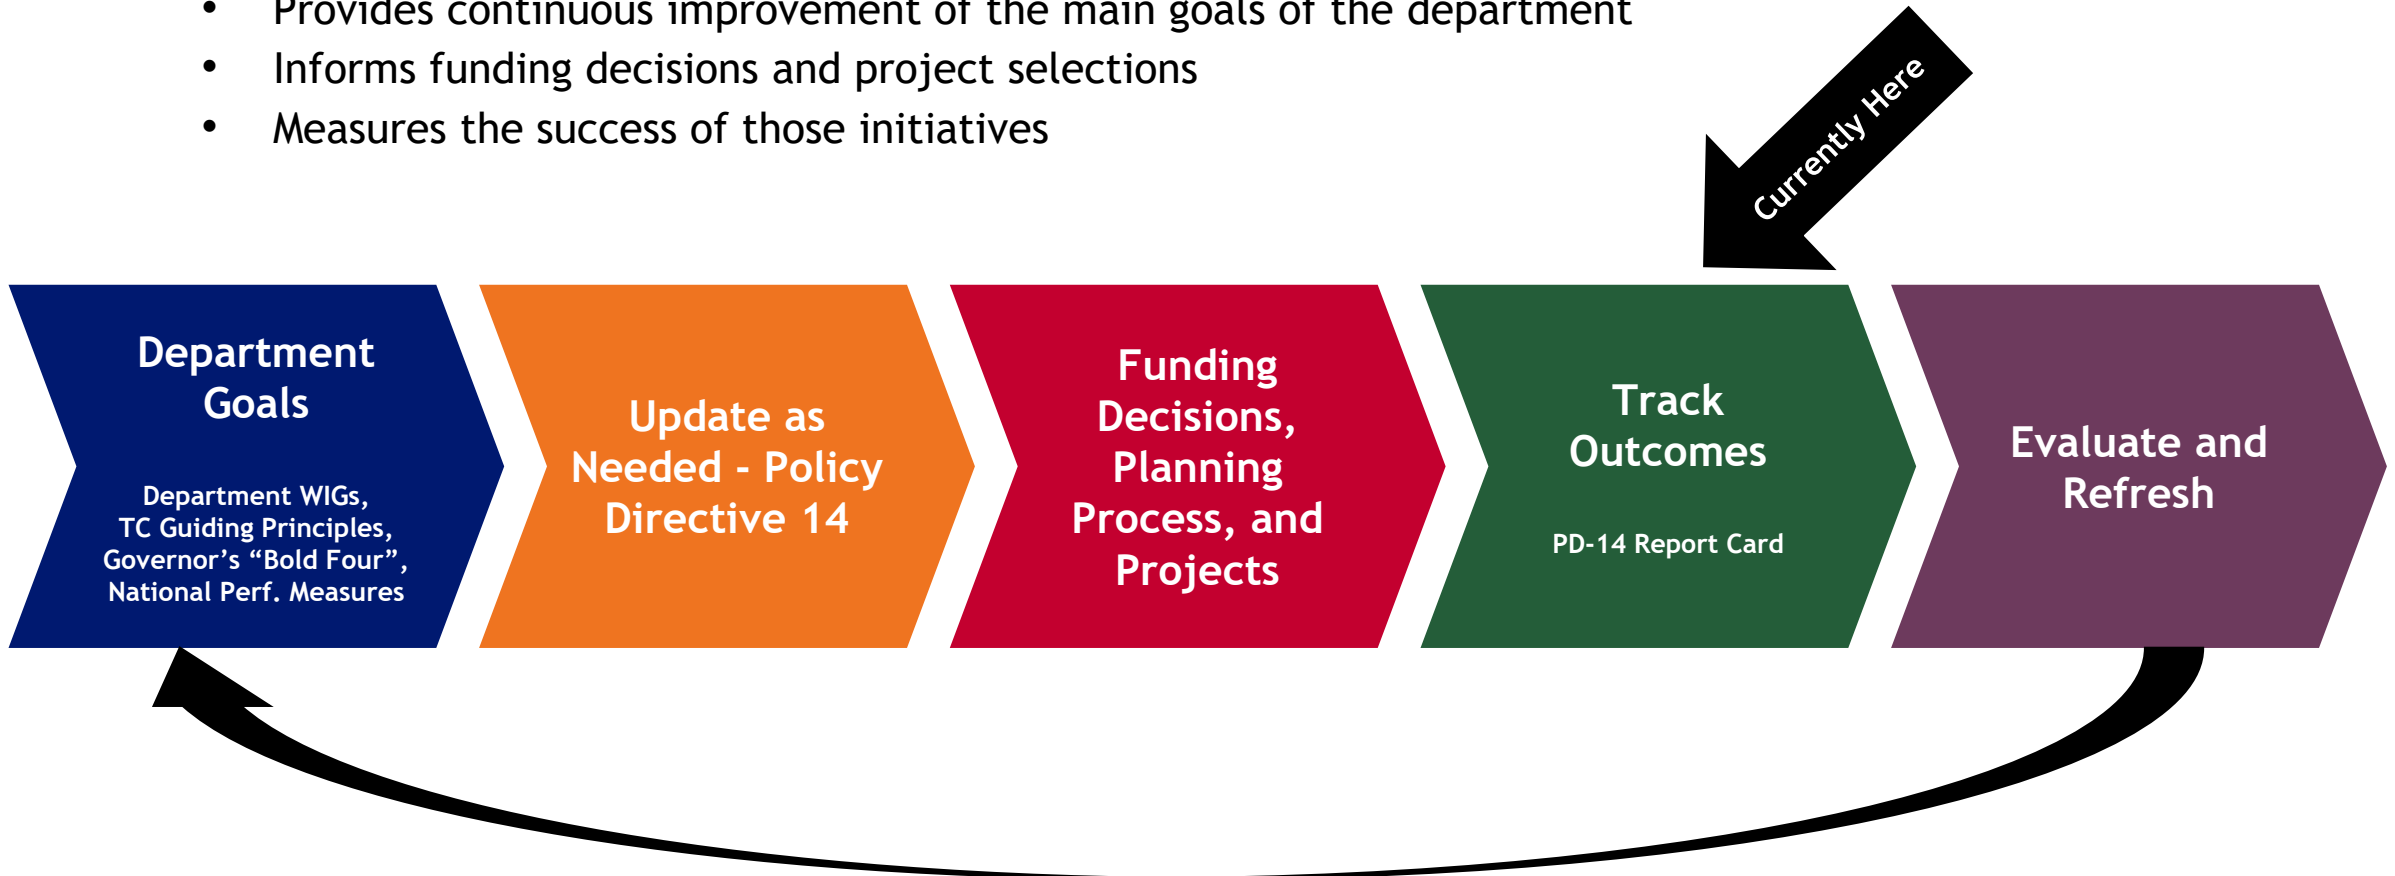 • Provides continuous improvement of the main goals of the department
• Informs funding decisions and project selections
• Measures the success of those initiatives
Currently Here
Department
Goals
Department WIGs,
TC Guiding Principles,
Governor’s “Bold Four”,
National Perf. Measures
Update as
Needed - Policy
Directive 14
Funding
Decisions,
Planning
Process, and
Projects
Track
Outcomes
PD-14 Report Card
Evaluate and
Refresh